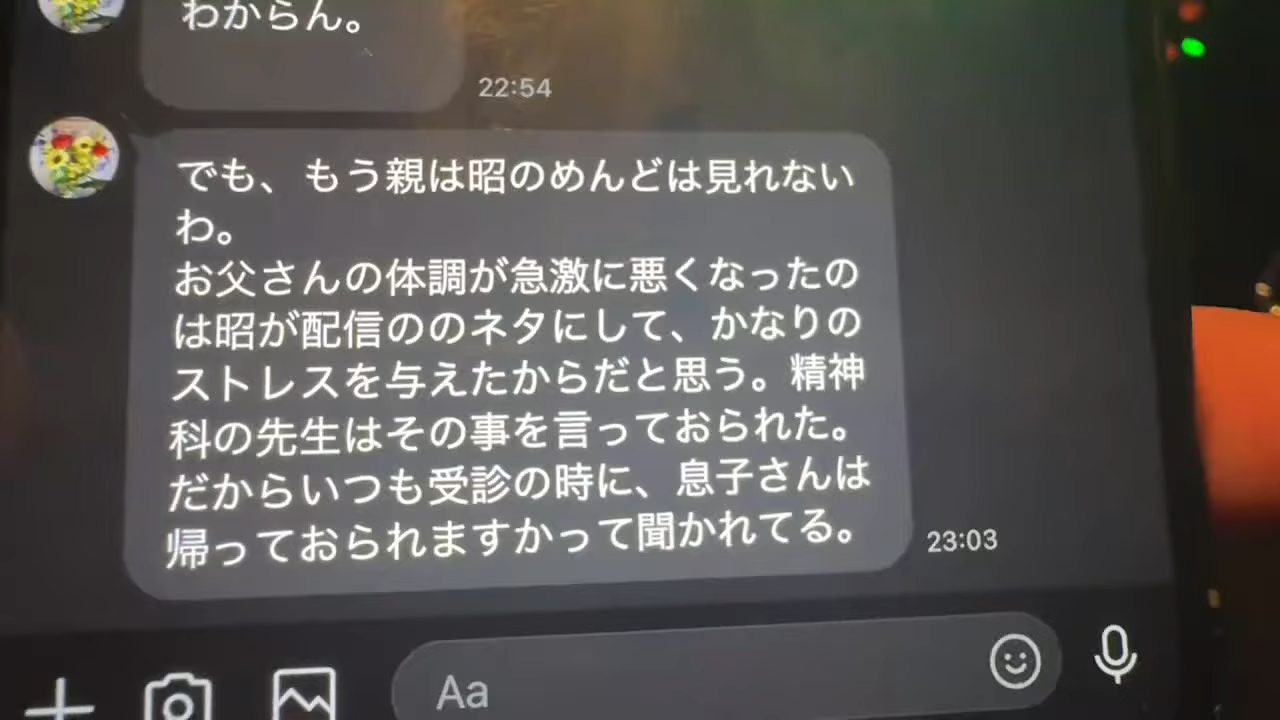 わからん。
22:54
でも、もう親は昭のめんどは見れない
わ。
お父さんの体調が急激に悪くなったの
は昭が配信ののネタにして、かなりの
ストレスを与えたからだと思う。精神
科の先生はその事を言っておられた。
だからいつも受診の時に、息子さんは
帰っておられますかって聞かれてる。
23:03
Aa